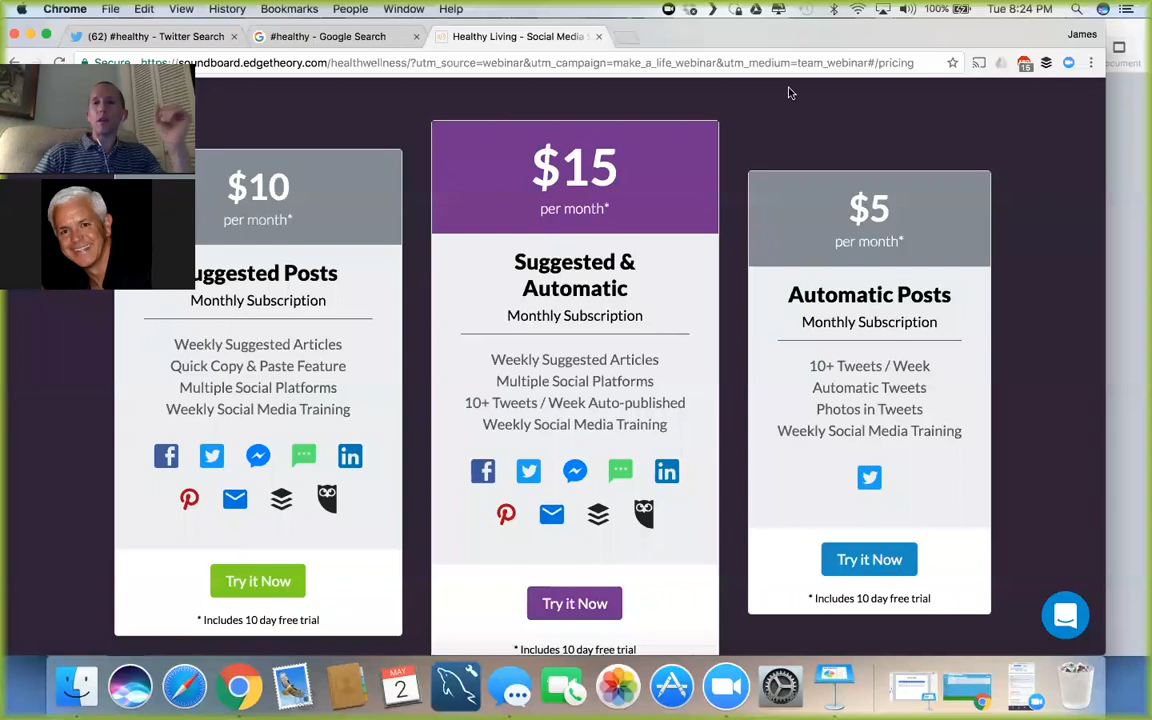 Chrome File Edit View History Bookmarks People Window Help 100% Tue 8:24 PM
(62) #healthy - Twitter Search
#healthy - Google Search
Healthy Living - Social Media
James
Secure https://soundboard.edgetheory.com/healthwellness/?utm_source=webinar&utm_campaign=make_a_life_webinar&utm_medium=team_webinar#/pricing
15
ocument
$10
per month*
uggested Posts
Monthly Subscription
Weekly Suggested Articles
Quick Copy & Paste Feature
Multiple Social Platforms
Weekly Social Media Training
in
Try it Now
* Includes 10 day free trial
$15
per month*
Suggested &
Automatic
Monthly Subscription
Weekly Suggested Articles
Multiple Social Platforms
10+ Tweets / Week Auto-published
Weekly Social Media Training
in
Try it Now
* Includes 10 day free trial
$5
per month*
Automatic Posts
Monthly Subscription
10+ Tweets / Week
Automatic Tweets
Photos in Tweets
Weekly Social Media Training
Try it Now
* Includes 10 day free trial
MAY
2